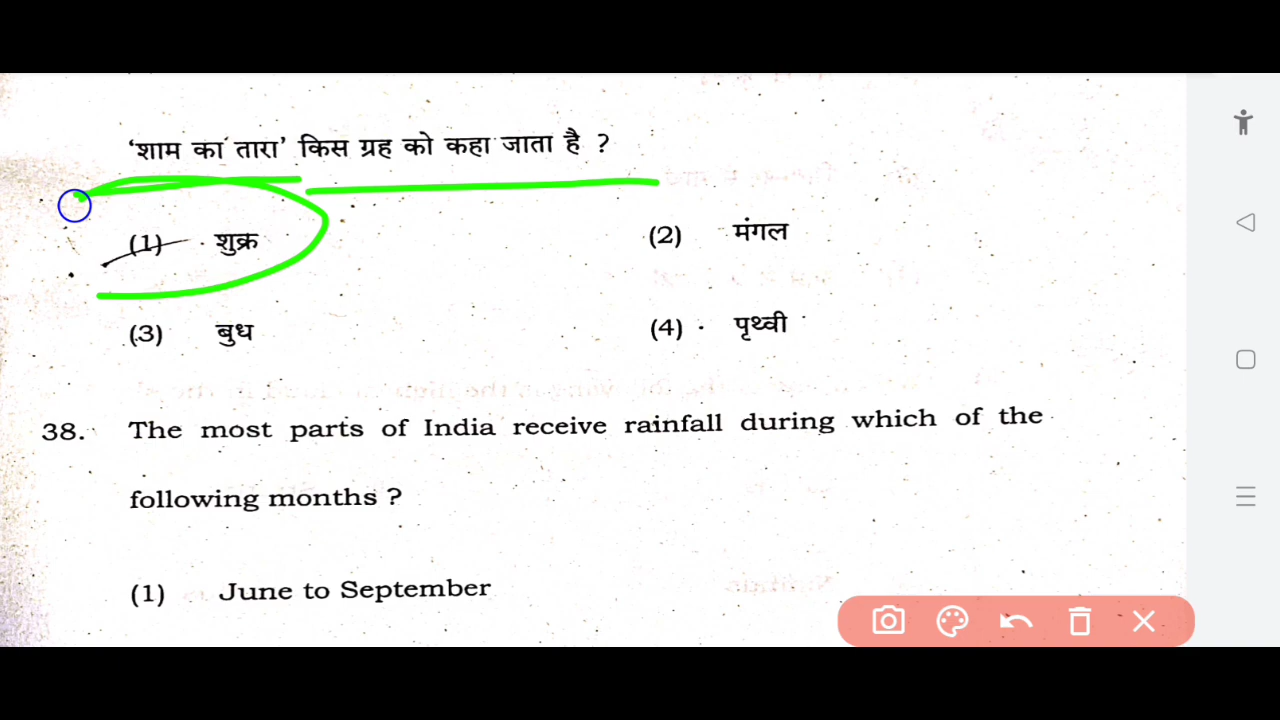 ‘शाम का तारा’ किस ग्रह को कहा जाता है ?
(1) शुक्र (2) मंगल
(3) बुध (4) पृथ्वी
38. The most parts of India receive rainfall during which of the
following months ?
(1) June to September